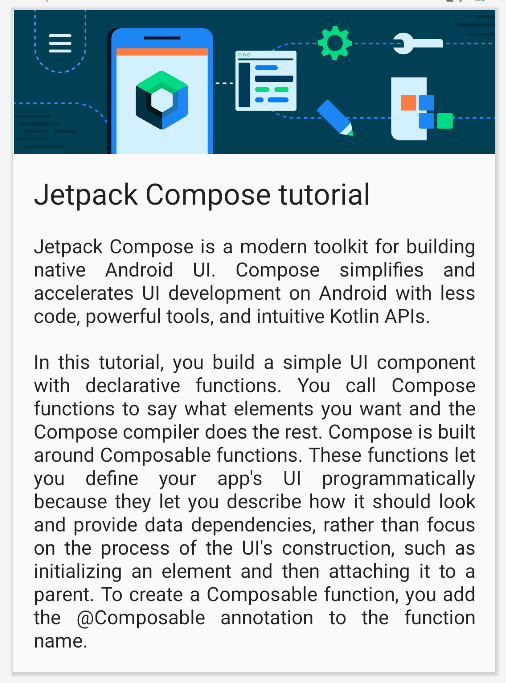 Jetpack Compose tutorial
Jetpack Compose is a modern toolkit for building
native Android UI. Compose simplifies and
accelerates UI development on Android with less
code, powerful tools, and intuitive Kotlin APIs.
In this tutorial, you build a simple UI component
with declarative functions. You call Compose
functions to say what elements you want and the
Compose compiler does the rest. Compose is built
around Composable functions. These functions let
you define your app's UI programmatically
because they let you describe how it should look
and provide data dependencies, rather than focus
on the process of the UI's construction, such as
initializing an element and then attaching it to a
parent. To create a Composable function, you add
the @Composable annotation to the function
name.